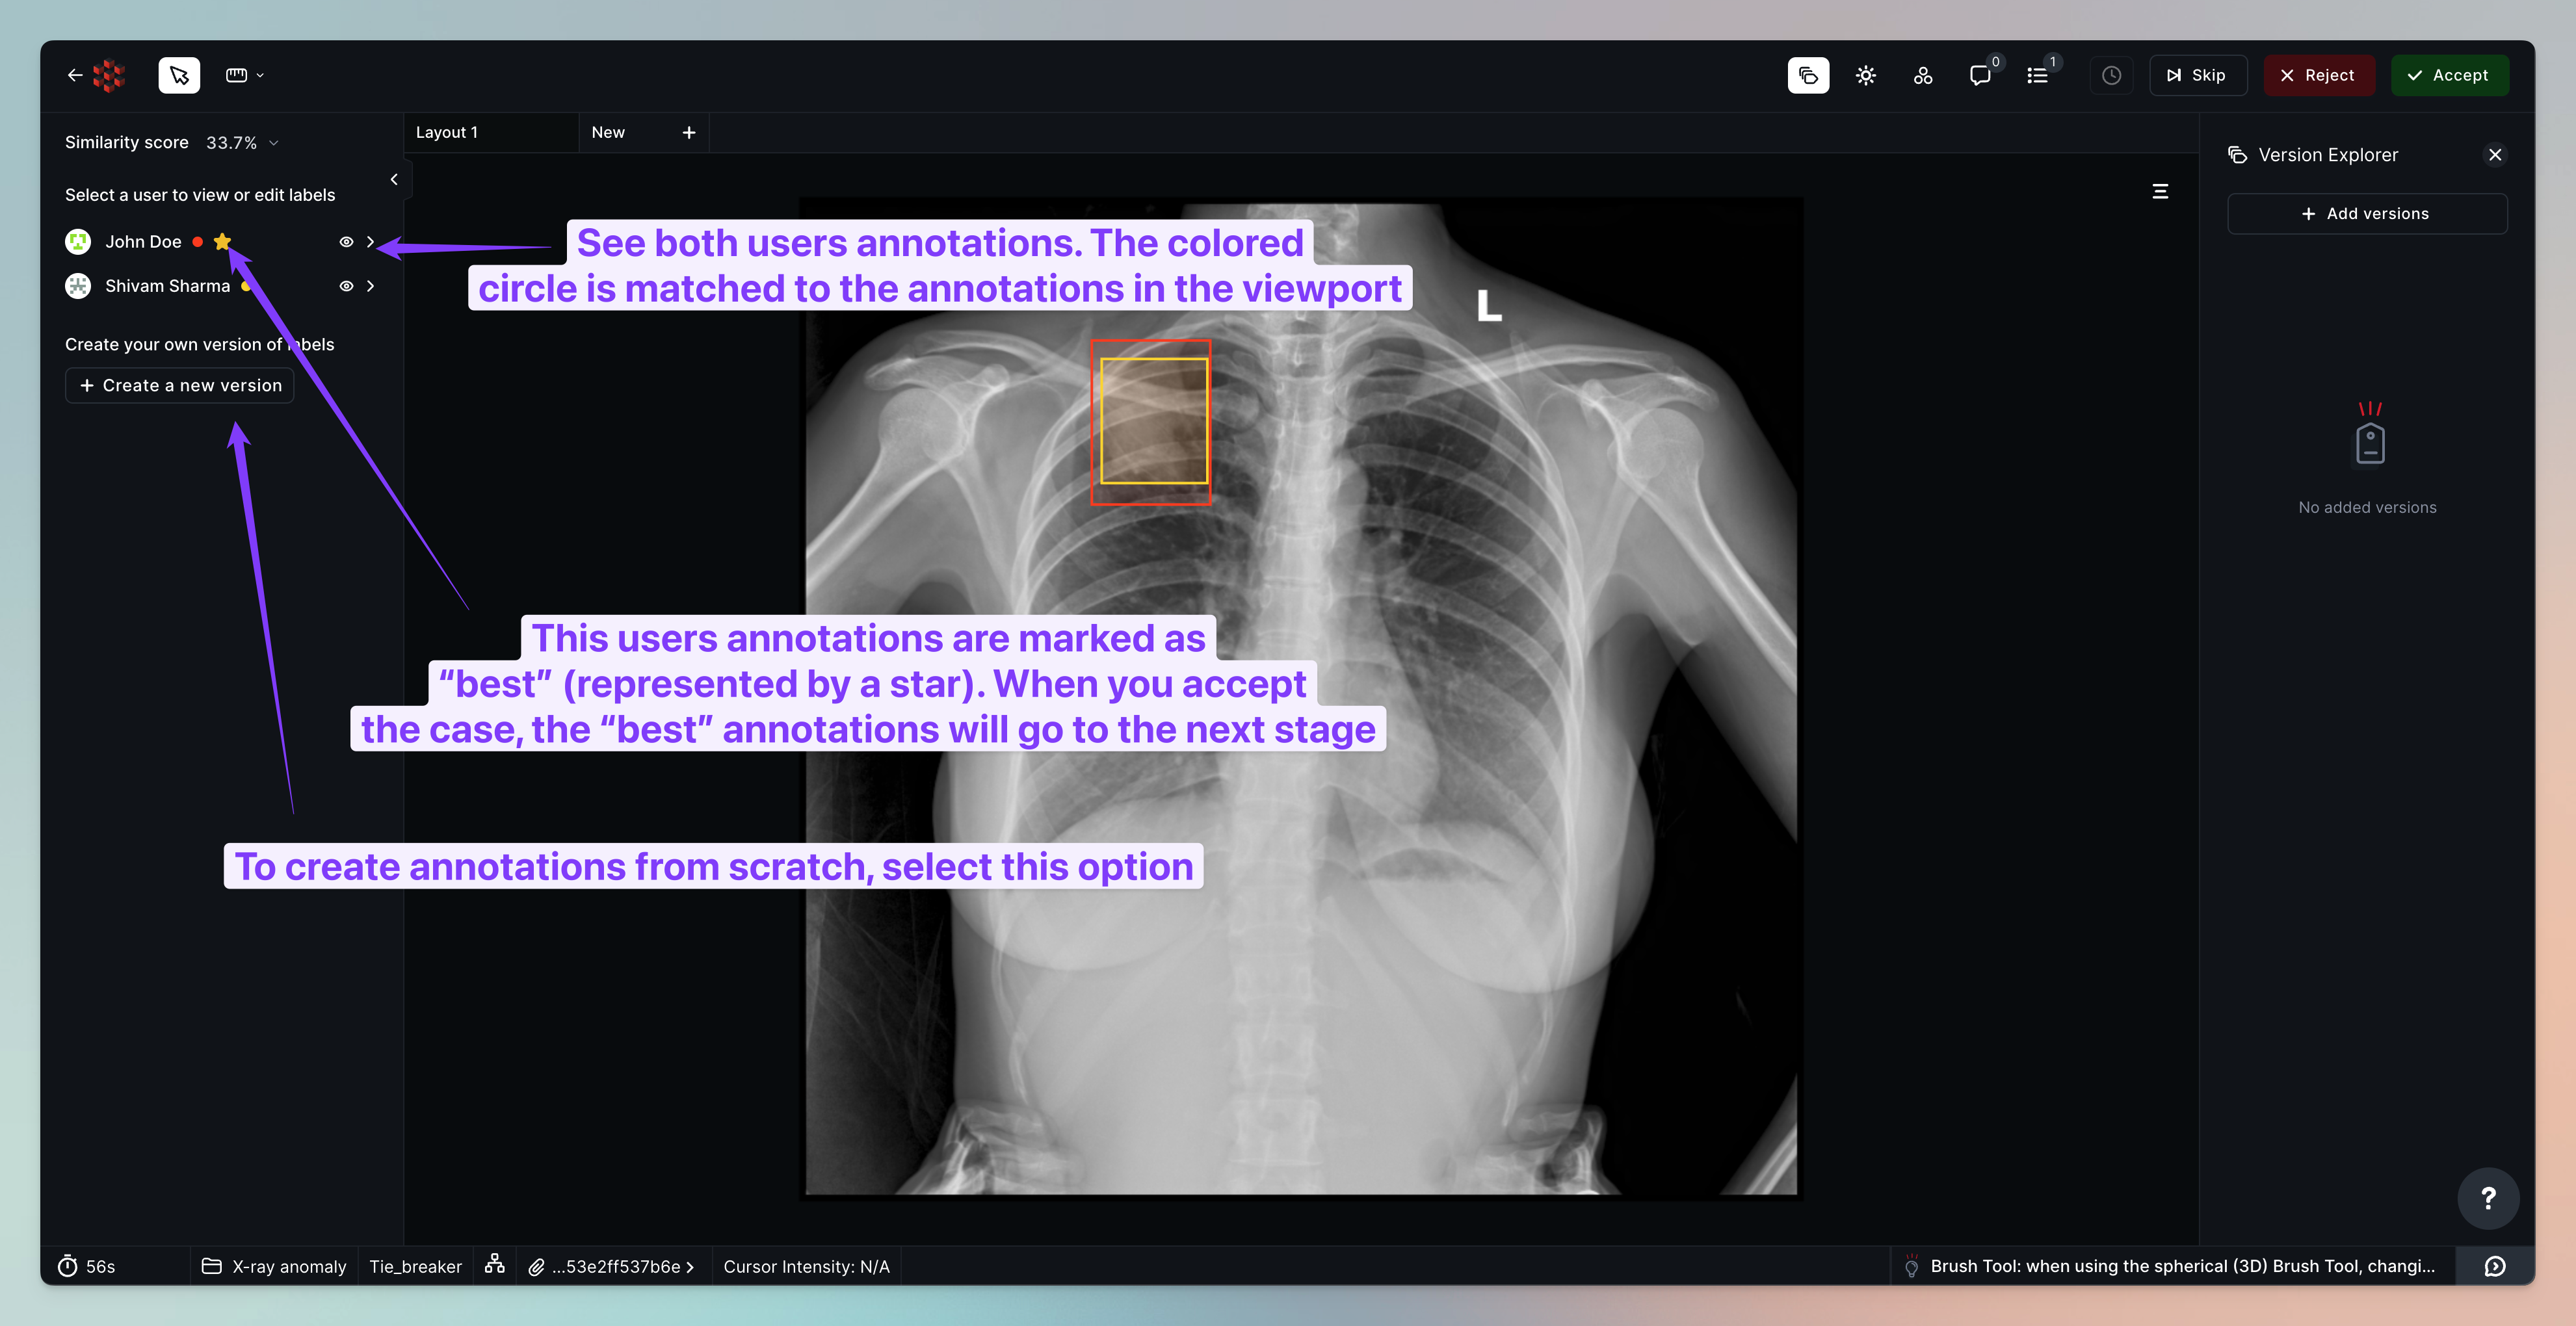 0
1
Skip
Reject
Accept
Similarity score 33.7%
Layout 1
New
Version Explorer
Select a user to view or edit labels
Add versions
John Doe
See both users annotations. The colored
circle is matched to the annotations in the viewport
Shivam Sharma
L
Create your own version of labels
Create a new version
No added versions
This users annotations are marked as
“best” (represented by a star). When you accept
the case, the “best” annotations will go to the next stage
To create annotations from scratch, select this option
?
56s
X-ray anomaly
Tie_breaker
...53e2ff537b6e
Cursor Intensity: N/A
Brush Tool: when using the spherical (3D) Brush Tool, changi...